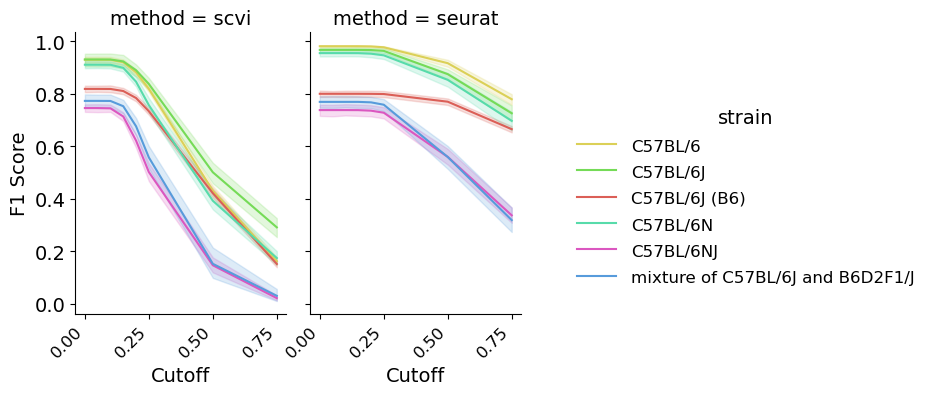 method = scvi
method = seurat
F1 Score
1.0
0.8
0.6
0.4
0.2
0.0
0.00
0.25
0.50
0.75
Cutoff
0.00
0.25
0.50
0.75
Cutoff
strain
C57BL/6
C57BL/6J
C57BL/6J (B6)
C57BL/6N
C57BL/6NJ
mixture of C57BL/6J and B6D2F1/J